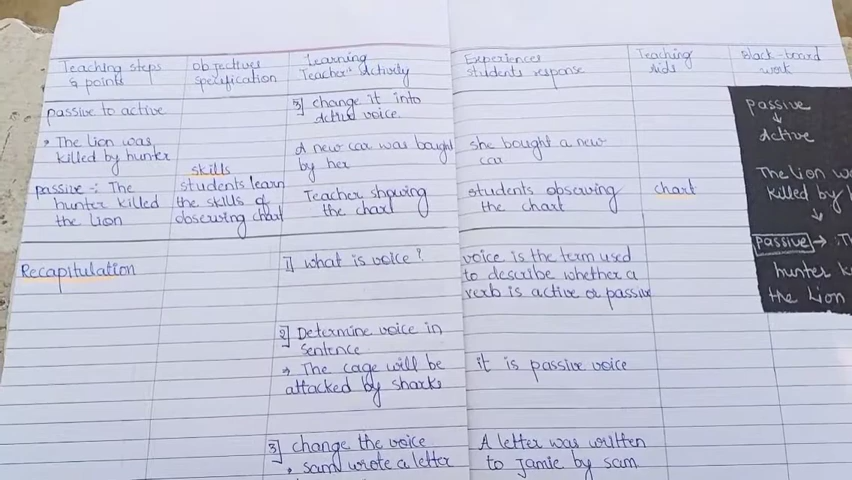 Teaching steps
& points
objectives
specification
Learning
Teacher's Activity
Experiences
students response
Teaching
Aids
Black-board
work
passive to active
3] change it into
active voice.
• The Lion was
killed by hunter
A new car was bought
by her
she bought a new
car
skills
passive :- The
hunter killed
the Lion
students learn
the skills of
observing chart
Teacher showing
the chart
students observing
the chart
chart
passive
↓
Active
The Lion
killed by
↓
passive →
hunter
the Lion
Recapitulation
1] what is voice?
voice is the term used
to describe whether a
verb is active or passive
2] Determine voice in
sentence
→ The cage will be
attacked by sharks
it is passive voice
3] change the voice
• Sam wrote a letter
A letter was written
to Jamie by sam